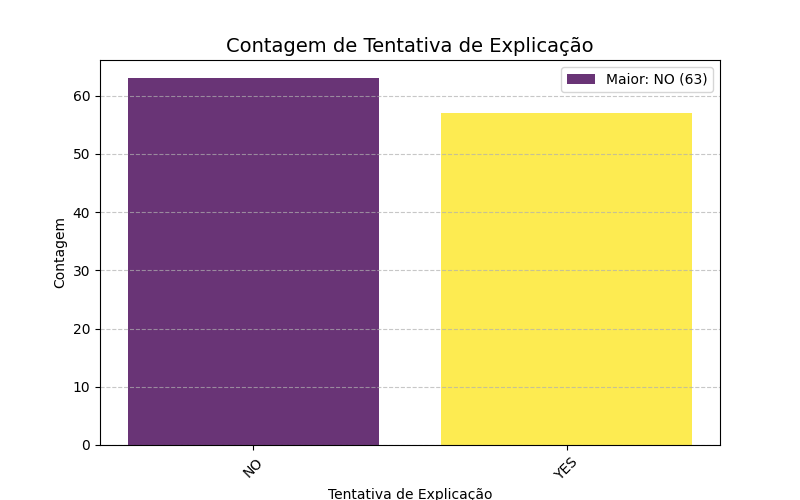 Contagem de Tentativa de Explicação
Maior: NO (63)
60
50
40
30
20
10
0
Contagem
NO
YES
Tentativa de Explicação